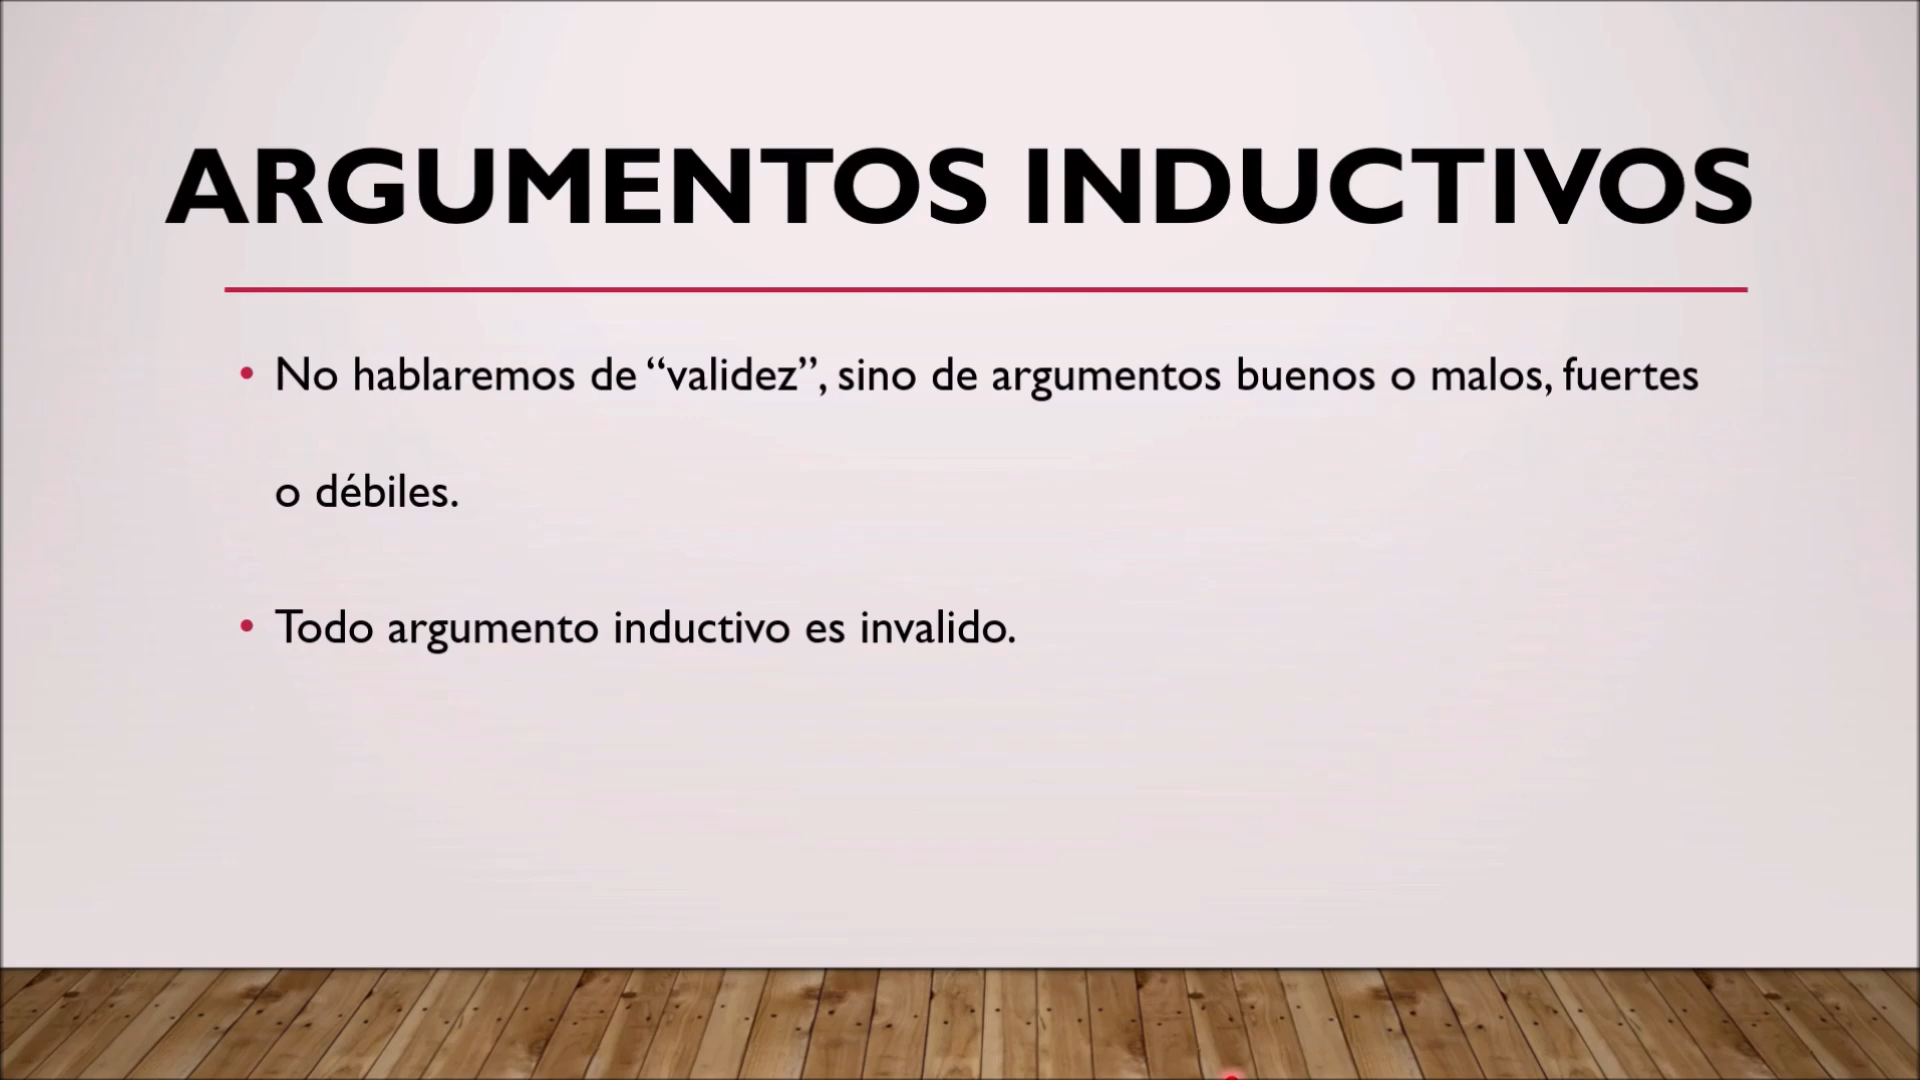 ARGUMENTOS INDUCTIVOS
• No hablaremos de “validez”, sino de argumentos buenos o malos, fuertes
o débiles.
• Todo argumento inductivo es invalido.